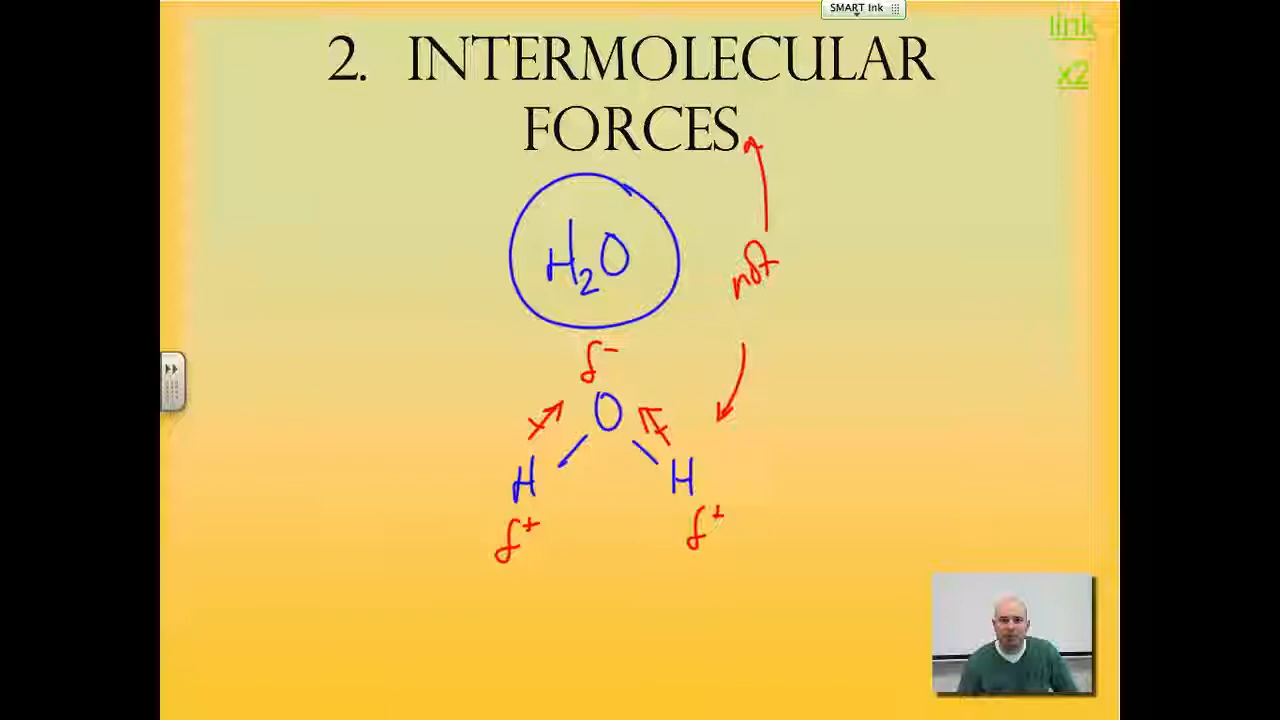 SMART Ink
link
x2
2. INTERMOLECULAR
FORCES
H₂O
not
δ⁻
O
H H
δ⁺ δ⁺